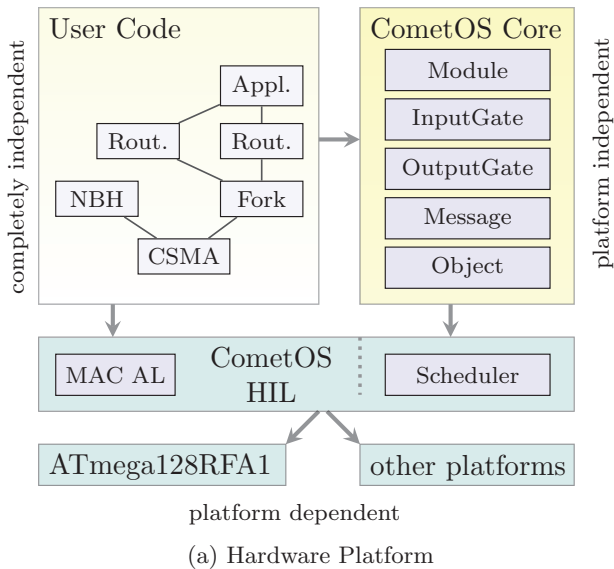 User Code
Appl.
Rout.
Rout.
NBH
Fork
CSMA
completely independent
CometOS Core
Module
InputGate
OutputGate
Message
Object
platform independent
MAC AL
CometOS
HIL
Scheduler
ATmega128RFA1
other platforms
platform dependent
(a) Hardware Platform